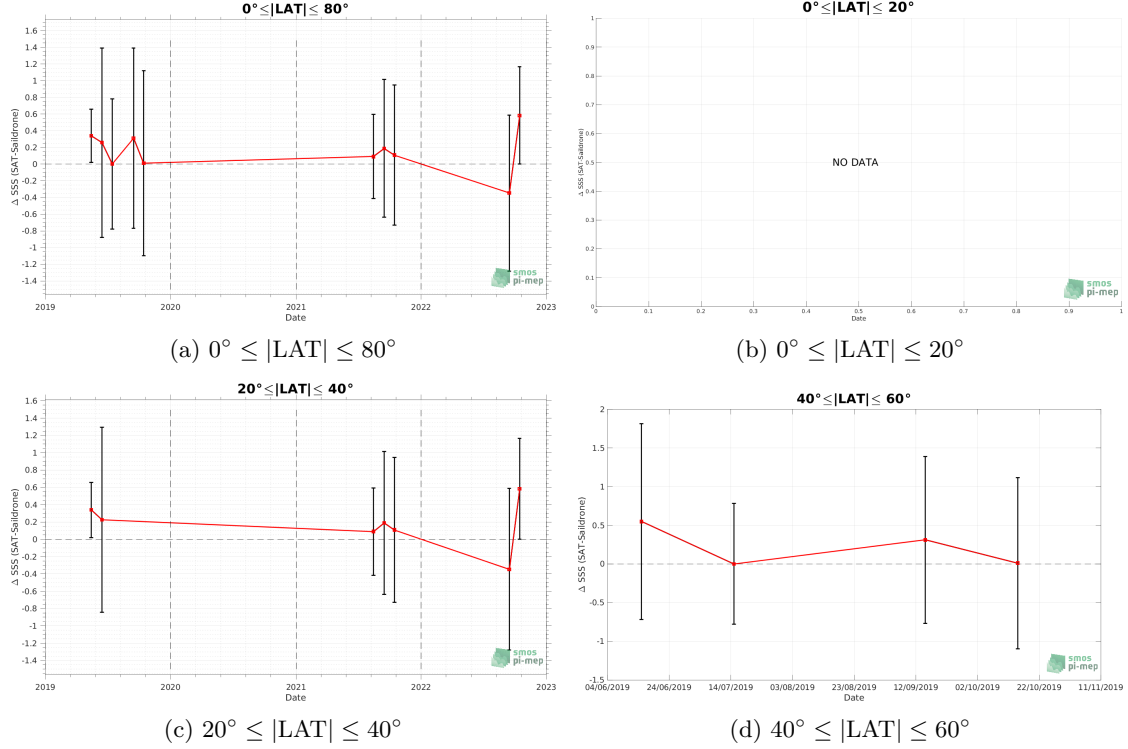 0°≤|LAT|≤ 80°
Δ SSS (SAT-Saildrone)
1.6
1.4
1.2
1
0.8
0.6
0.4
0.2
0
-0.2
-0.4
-0.6
-0.8
-1
-1.2
-1.4
2019 2020 2021 2022 2023
Date
smos
pi-mep
(a) 0° ≤ |LAT| ≤ 80°
0°≤|LAT|≤ 20°
Δ SSS (SAT-Saildrone)
1
0.9
0.8
0.7
0.6
0.5
0.4
0.3
0.2
0.1
0
NO DATA
0 0.1 0.2 0.3 0.4 0.5 0.6 0.7 0.8 0.9 1
Date
smos
pi-mep
(b) 0° ≤ |LAT| ≤ 20°
20°≤|LAT|≤ 40°
Δ SSS (SAT-Saildrone)
1.6
1.4
1.2
1
0.8
0.6
0.4
0.2
0
-0.2
-0.4
-0.6
-0.8
-1
-1.2
-1.4
2019 2020 2021 2022 2023
Date
smos
pi-mep
(c) 20° ≤ |LAT| ≤ 40°
40°≤|LAT|≤ 60°
Δ SSS (SAT-Saildrone)
2
1.5
1
0.5
0
-0.5
-1
-1.5
04/06/2019 24/06/2019 14/07/2019 03/08/2019 23/08/2019 12/09/2019 02/10/2019 22/10/2019 11/11/2019
Date
smos
pi-mep
(d) 40° ≤ |LAT| ≤ 60°